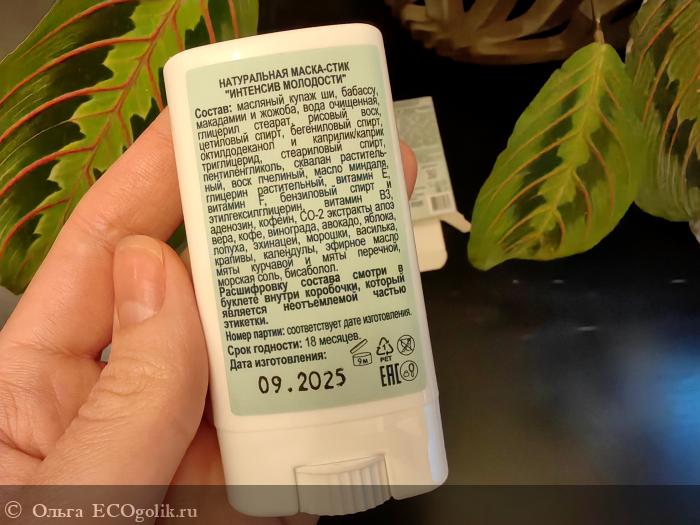 НАТУРАЛЬНАЯ МАСКА-СТИК
"ИНТЕНСИВ МОЛОДОСТИ"
Состав: масляный купаж ши, бабассу,
макадамии и жожоба, вода очищенная,
глицерил стеарат, рисовый воск,
цетиловый спирт, бегениловый спирт,
октилдодеканол и каприлик/каприк
триглицерид, стеариловый спирт,
пентиленгликоль, сквалан раститель-
ный, воск пчелиный, масло миндаля,
глицерин растительный, витамин Е,
витамин F, бензиловый спирт и
этилгексилглицерин, витамин В3,
аденозин, кофеин, СО-2 экстракты алоэ
вера, кофе, винограда, авокадо, яблока,
лопуха, эхинацеи, морошки, василька,
крапивы, календулы, эфирное масло
мяты курчавой и мяты перечной,
морская соль, бисаболол.
Расшифровку состава смотри в
буклете внутри коробочки, который
является неотъемлемой частью
этикетки.
Номер партии: соответствует дате изготовления.
Срок годности: 18 месяцев.
Дата изготовления:
09.2025
9м
PET
EAC
© Ольга ECOgolik.ru